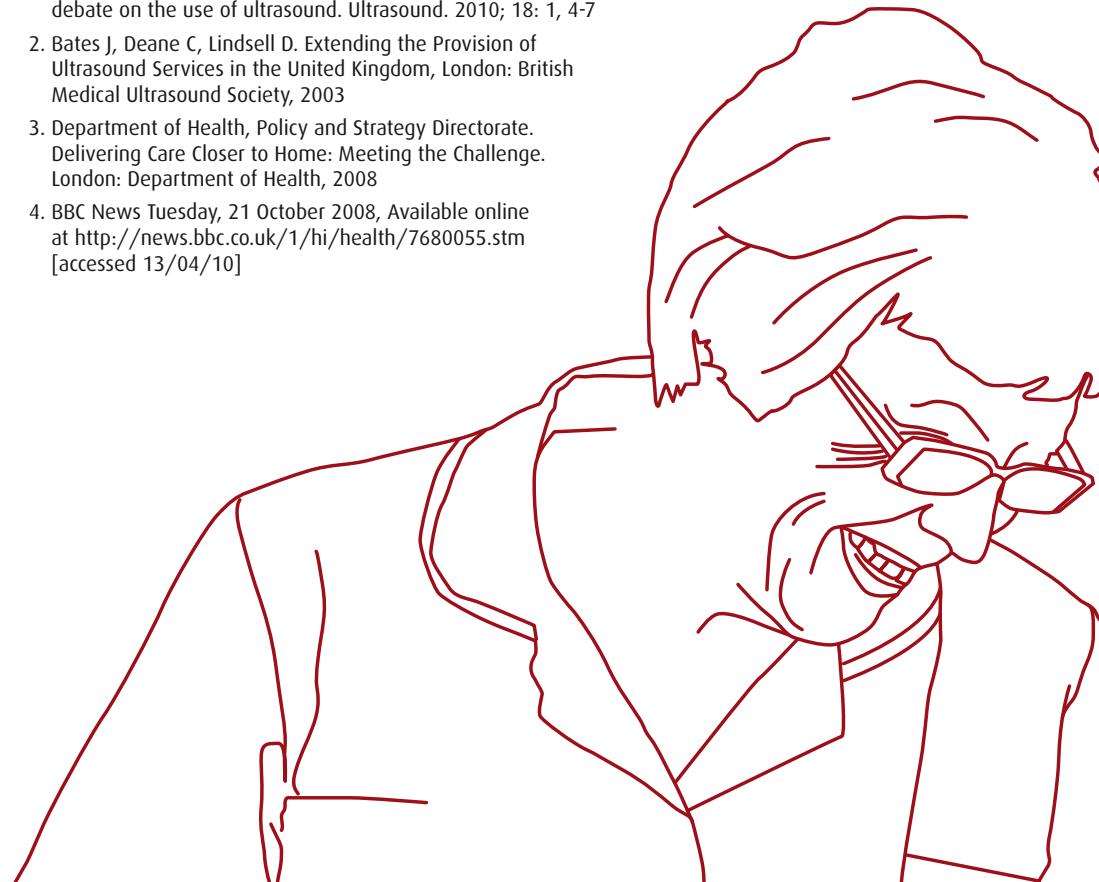 debate on the use of ultrasound. Ultrasound. 2010; 18: 1, 4-7
2. Bates J, Deane C, Lindsell D. Extending the Provision of
Ultrasound Services in the United Kingdom, London: British
Medical Ultrasound Society, 2003
3. Department of Health, Policy and Strategy Directorate.
Delivering Care Closer to Home: Meeting the Challenge.
London: Department of Health, 2008
4. BBC News Tuesday, 21 October 2008, Available online
at http://news.bbc.co.uk/1/hi/health/7680055.stm
[accessed 13/04/10]